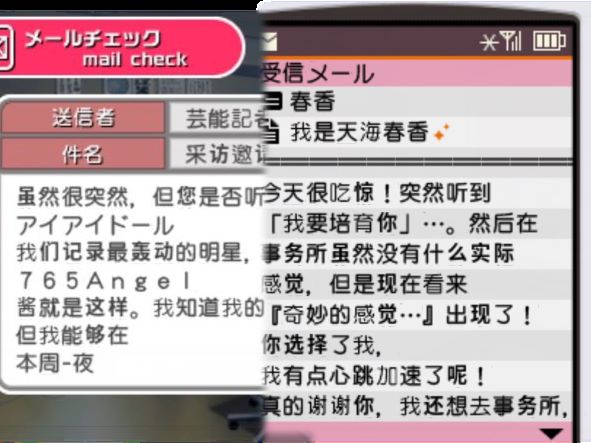 メールチェック
mail check
送信者
芸能記者
件名
采访邀请
虽然很突然，但您是否听
アイアイドール
我们记录最轰动的明星，
７６５Ａｎｇｅｌ
酱就是这样。我知道我的
但我能够在
本周-夜
受信メール
春香
我是天海春香
今天很吃惊！突然听到
「我要培育你」…。然后在
事务所虽然没有什么实际
感觉，但是现在看来
『奇妙的感觉…』出现了！
你选择了我，
我有点心跳加速了呢！
真的谢谢你，我还想去事务所，